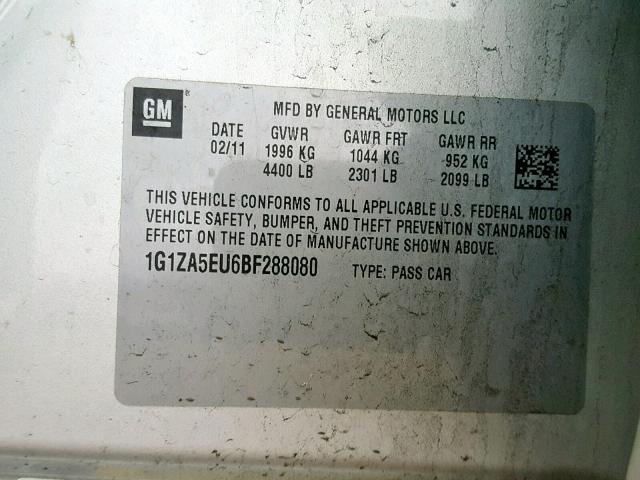 GM
MFD BY GENERAL MOTORS LLC
DATE GVWR GAWR FRT GAWR RR
02/11 1996 KG 1044 KG 952 KG
4400 LB 2301 LB 2099 LB
THIS VEHICLE CONFORMS TO ALL APPLICABLE U.S. FEDERAL MOTOR
VEHICLE SAFETY, BUMPER, AND THEFT PREVENTION STANDARDS IN
EFFECT ON THE DATE OF MANUFACTURE SHOWN ABOVE.
1G1ZA5EU6BF288080 TYPE: PASS CAR